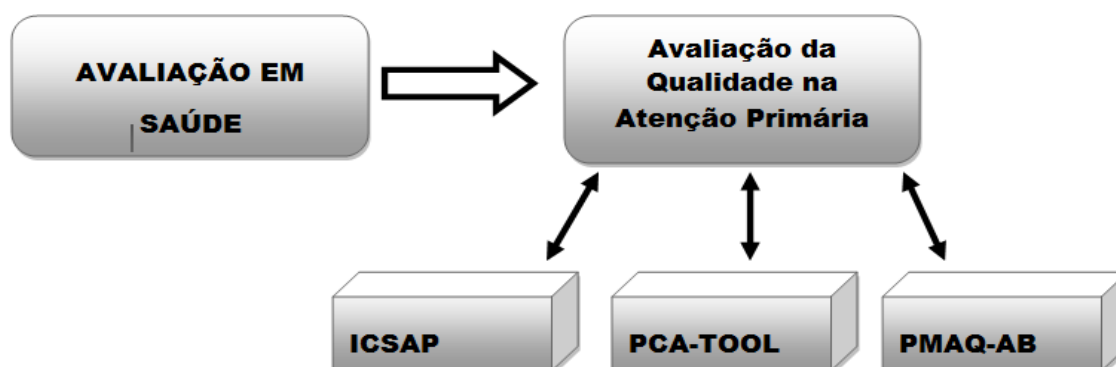 AVALIAÇÃO EM
SAÚDE
Avaliação da
Qualidade na
Atenção Primária
ICSAP
PCA-TOOL
PMAQ-AB